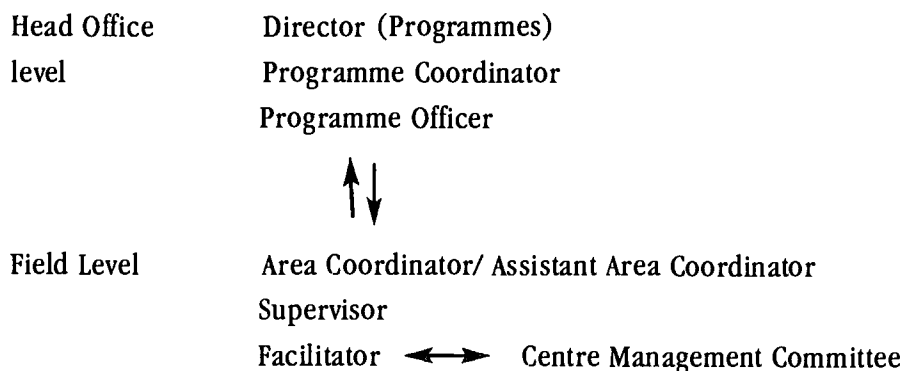 Head Office Director (Programmes)
level Programme Coordinator
Programme Officer
Field Level Area Coordinator/ Assistant Area Coordinator
Supervisor
Facilitator Centre Management Committee